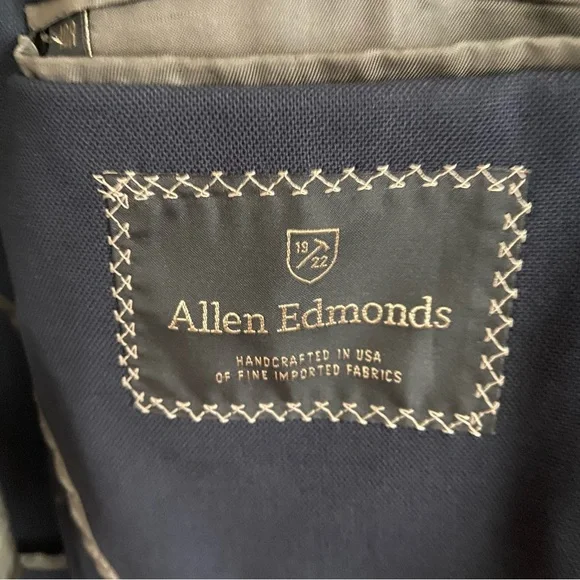 19
22
Allen Edmonds
HANDCRAFTED IN USA
OF FINE IMPORTED FABRICS